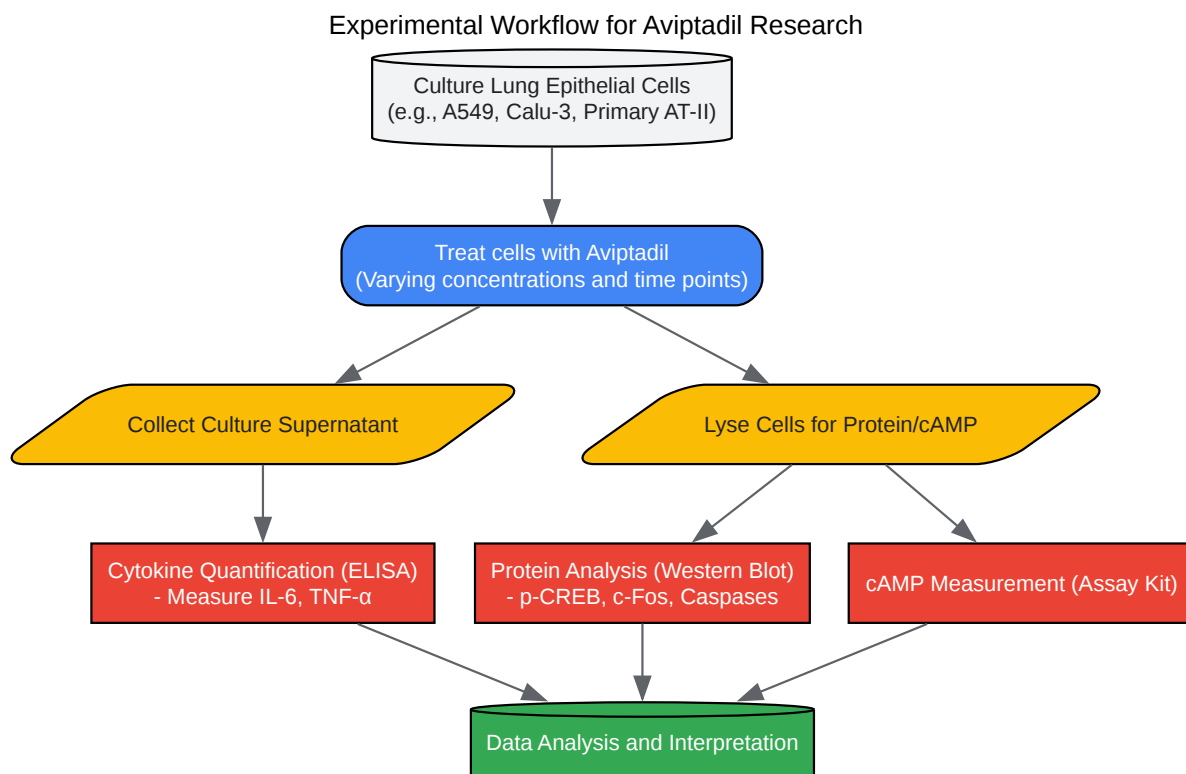 Experimental Workflow for Aviptadil Research
Culture Lung Epithelial Cells
(e.g., A549, Calu-3, Primary AT-II)
Treat cells with Aviptadil
(Varying concentrations and time points)
Collect Culture Supernatant
Lyse Cells for Protein/cAMP
Cytokine Quantification (ELISA)
- Measure IL-6, TNF-α
Protein Analysis (Western Blot)
- p-CREB, c-Fos, Caspases
cAMP Measurement (Assay Kit)
Data Analysis and Interpretation